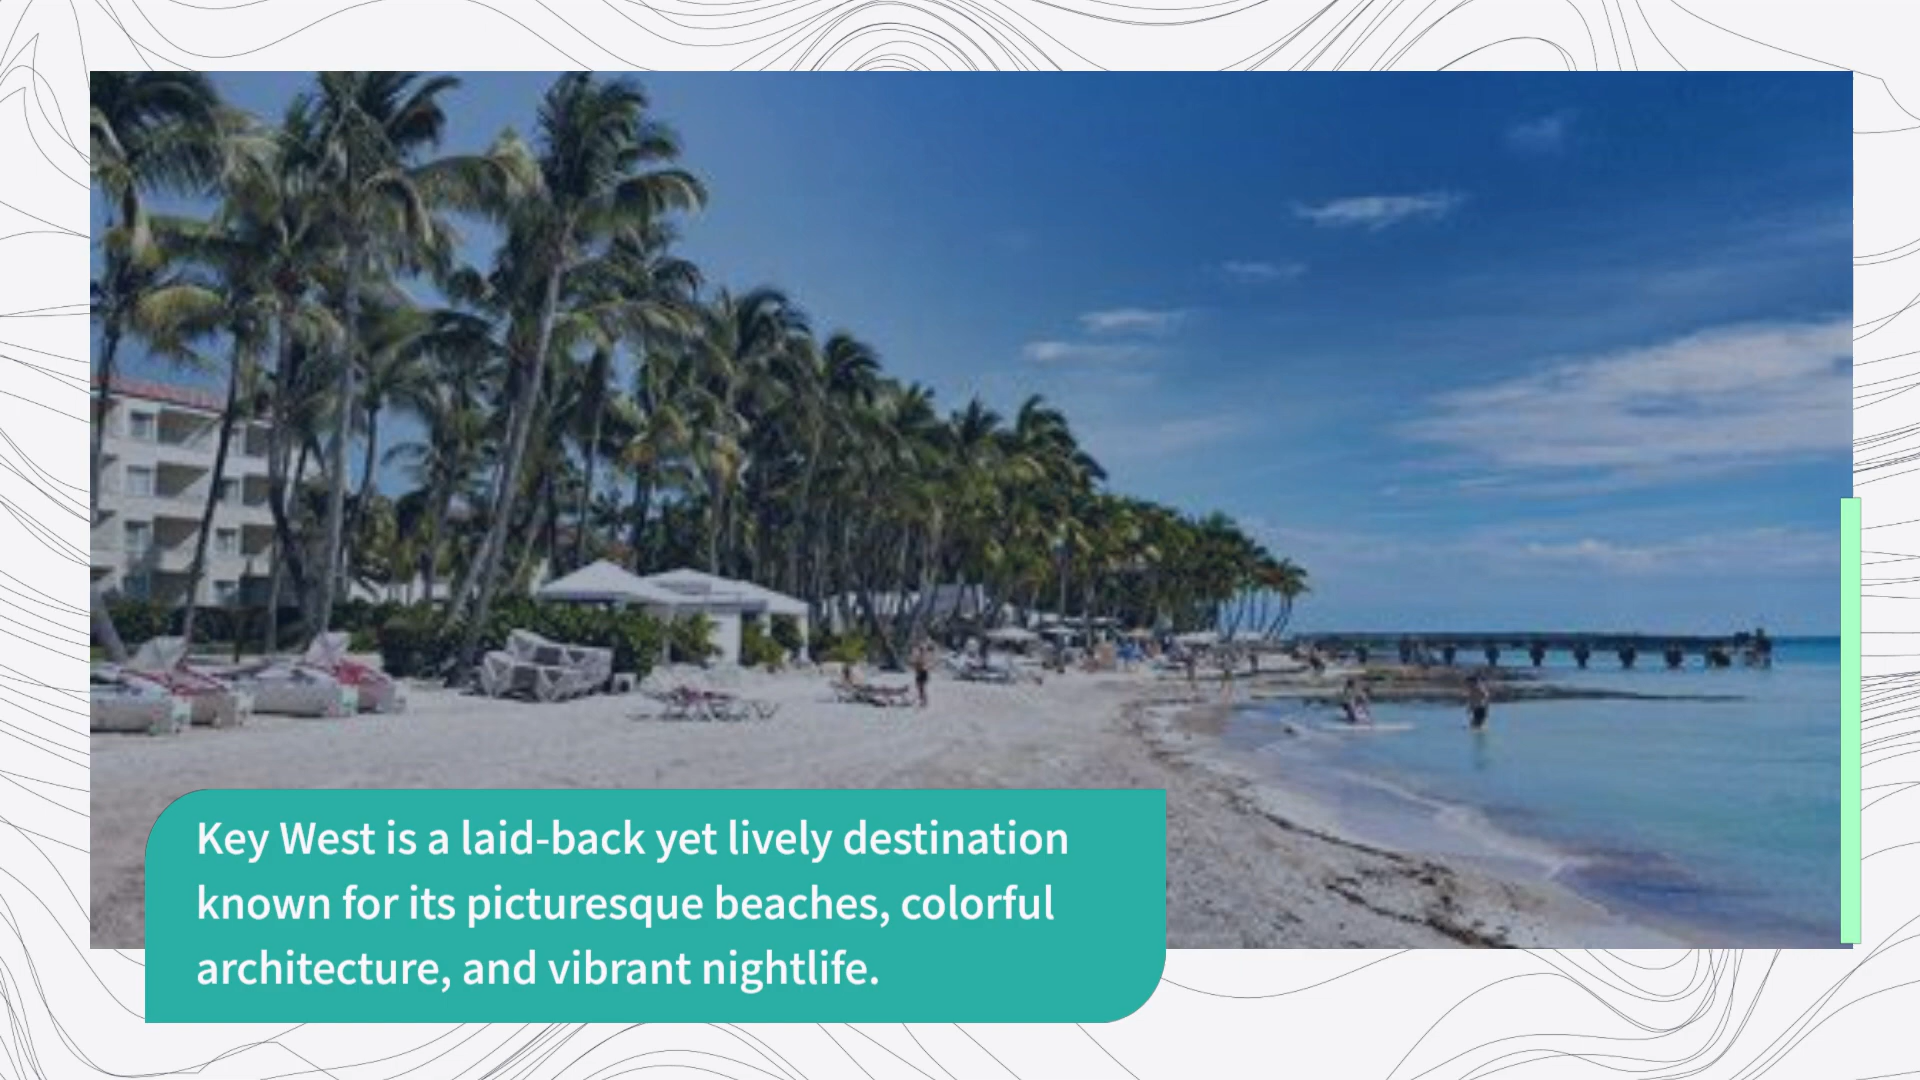 Key West is a laid-back yet lively destination
known for its picturesque beaches, colorful
architecture, and vibrant nightlife.